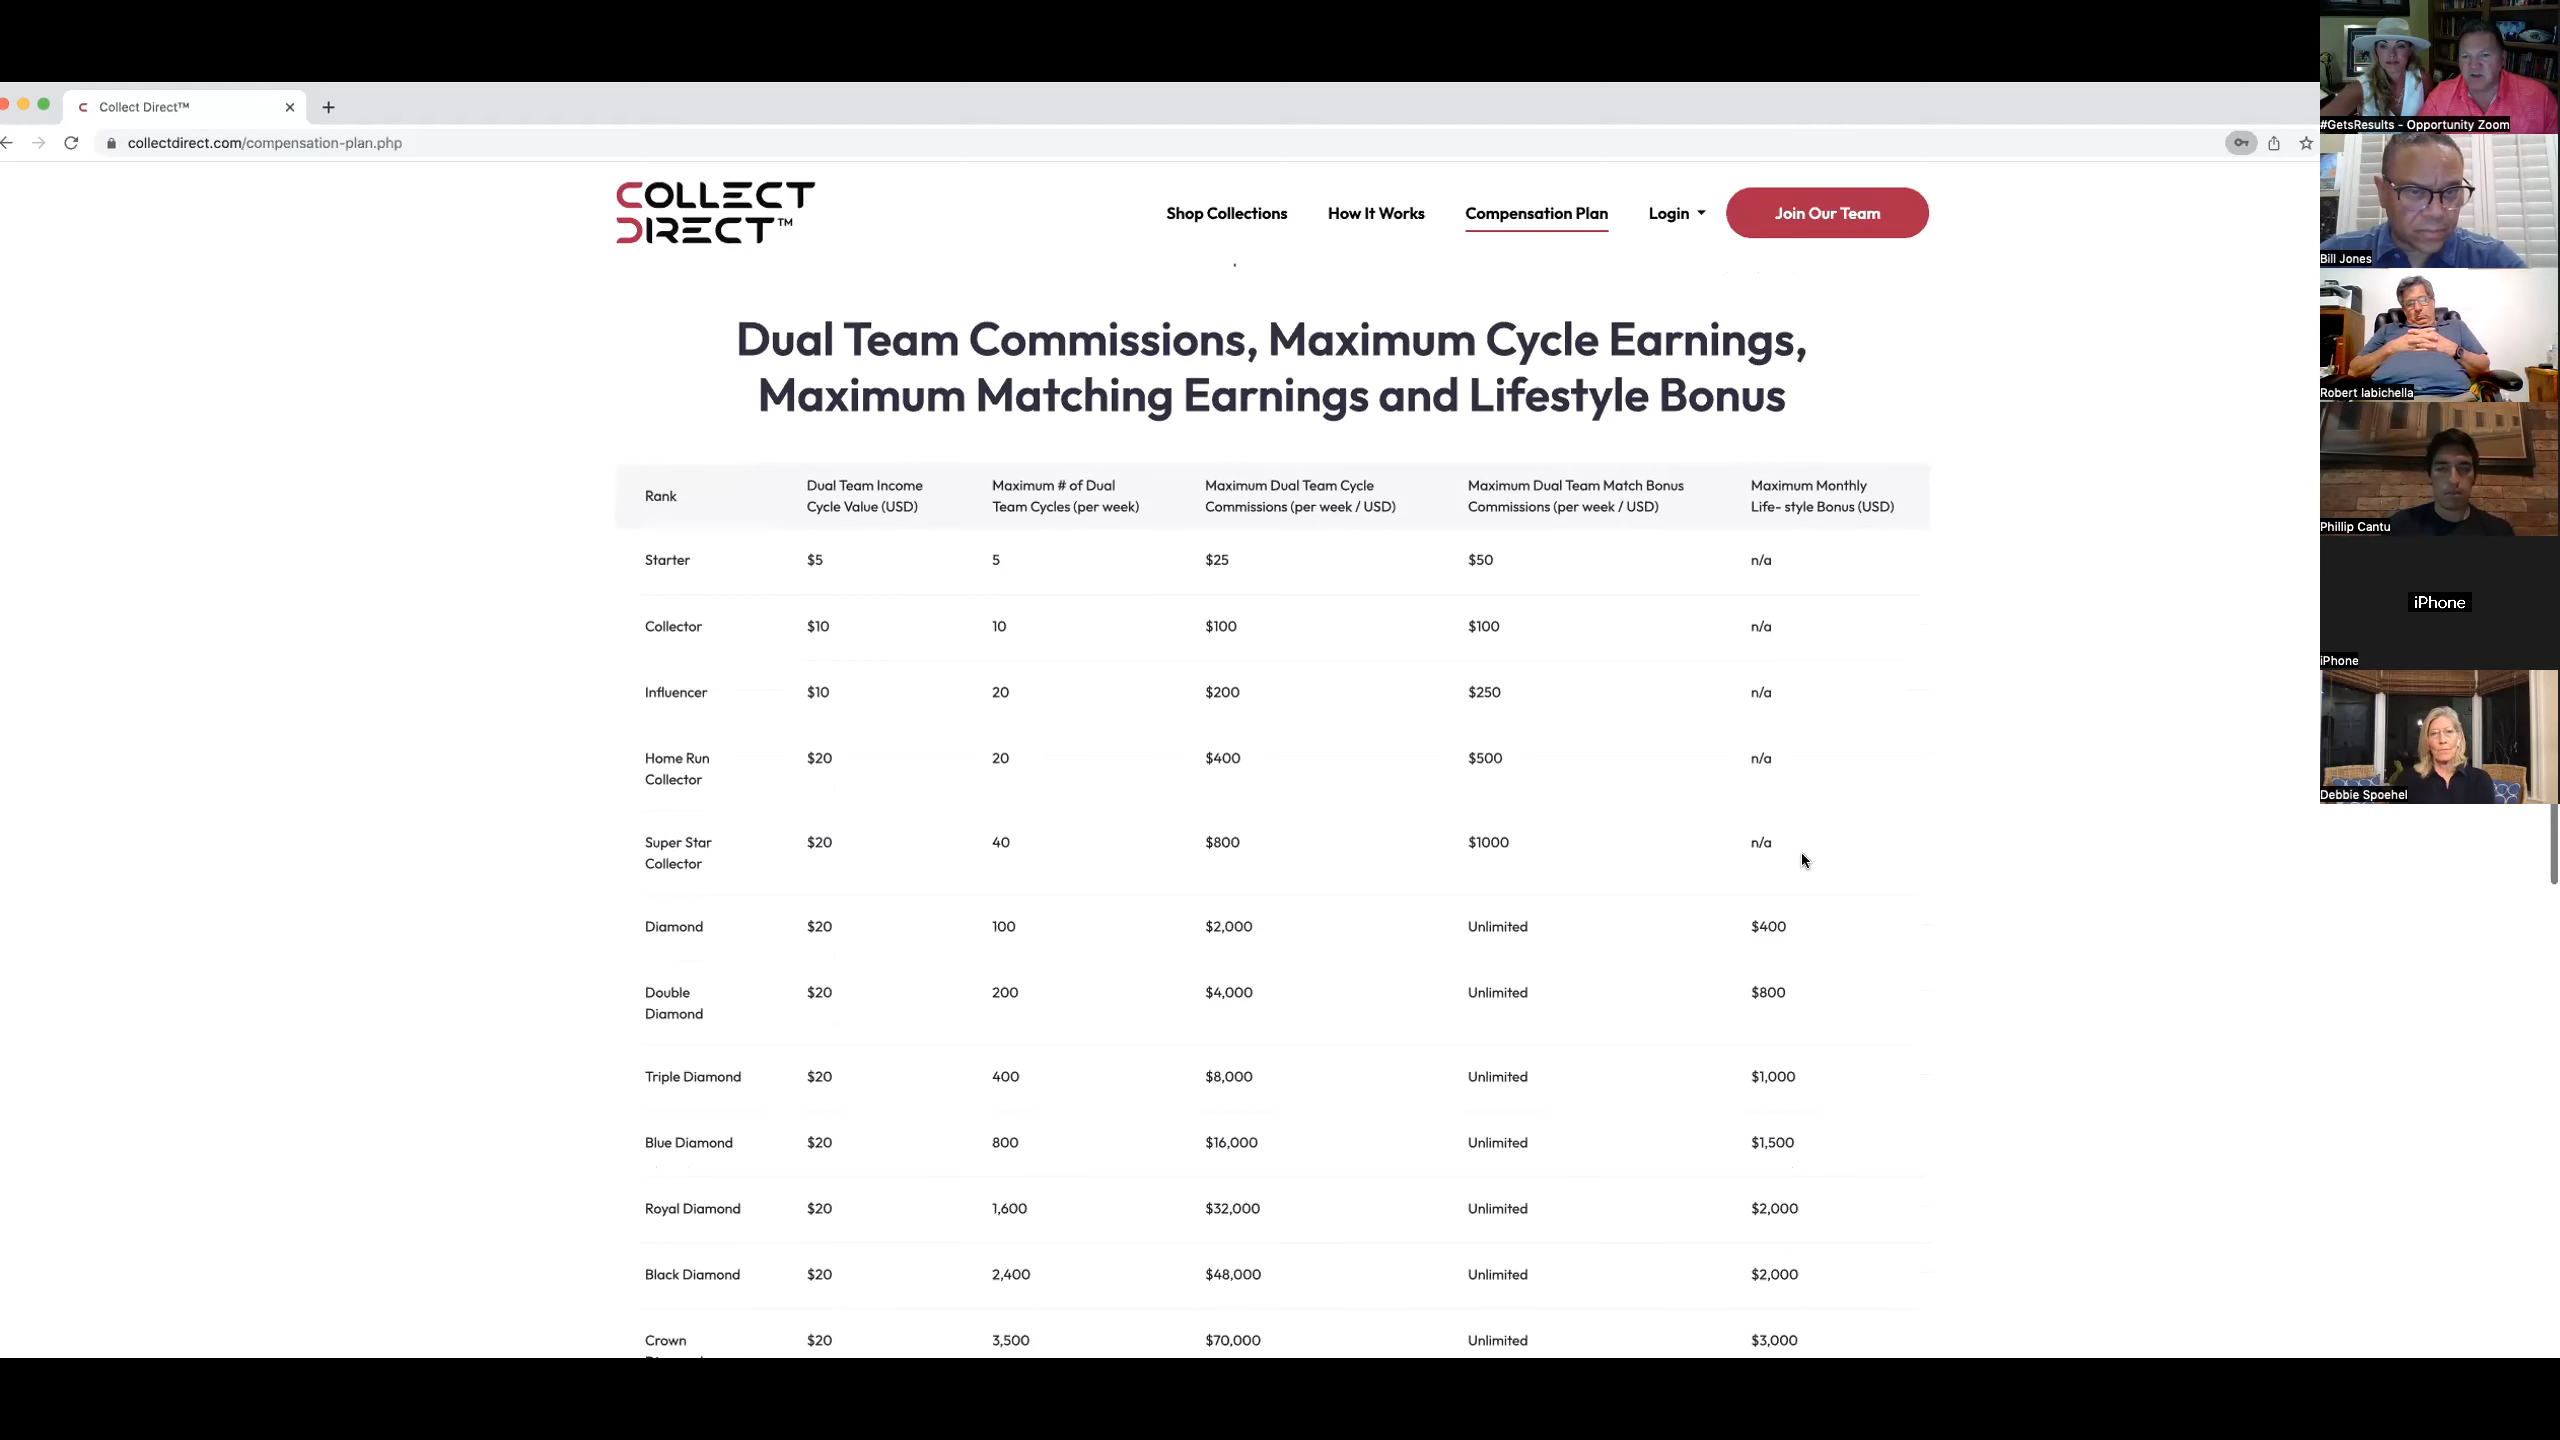 Collect Direct™
collectdirect.com/compensation-plan.php
COLLECT
DIRECT™
Shop Collections
How It Works
Compensation Plan
Login
Join Our Team
Dual Team Commissions, Maximum Cycle Earnings,
Maximum Matching Earnings and Lifestyle Bonus
Rank
Dual Team Income
Cycle Value (USD)
Maximum # of Dual
Team Cycles (per week)
Maximum Dual Team Cycle
Commissions (per week / USD)
Maximum Dual Team Match Bonus
Commissions (per week / USD)
Maximum Monthly
Life- style Bonus (USD)
Starter $5 5 $25 $50 n/a
Collector $10 10 $100 $100 n/a
Influencer $10 20 $200 $250 n/a
Home Run
Collector
$20 20 $400 $500 n/a
Super Star
Collector
$20 40 $800 $1000 n/a
Diamond $20 100 $2,000 Unlimited $400
Double
Diamond
$20 200 $4,000 Unlimited $800
Triple Diamond $20 400 $8,000 Unlimited $1,000
Blue Diamond $20 800 $16,000 Unlimited $1,500
Royal Diamond $20 1,600 $32,000 Unlimited $2,000
Black Diamond $20 2,400 $48,000 Unlimited $2,000
Crown $20 3,500 $70,000 Unlimited $3,000
#GetsResults - Opportunity Zoom
Bill Jones
Robert Iabichella
Phillip Cantu
iPhone
iPhone
Debbie Spoehel